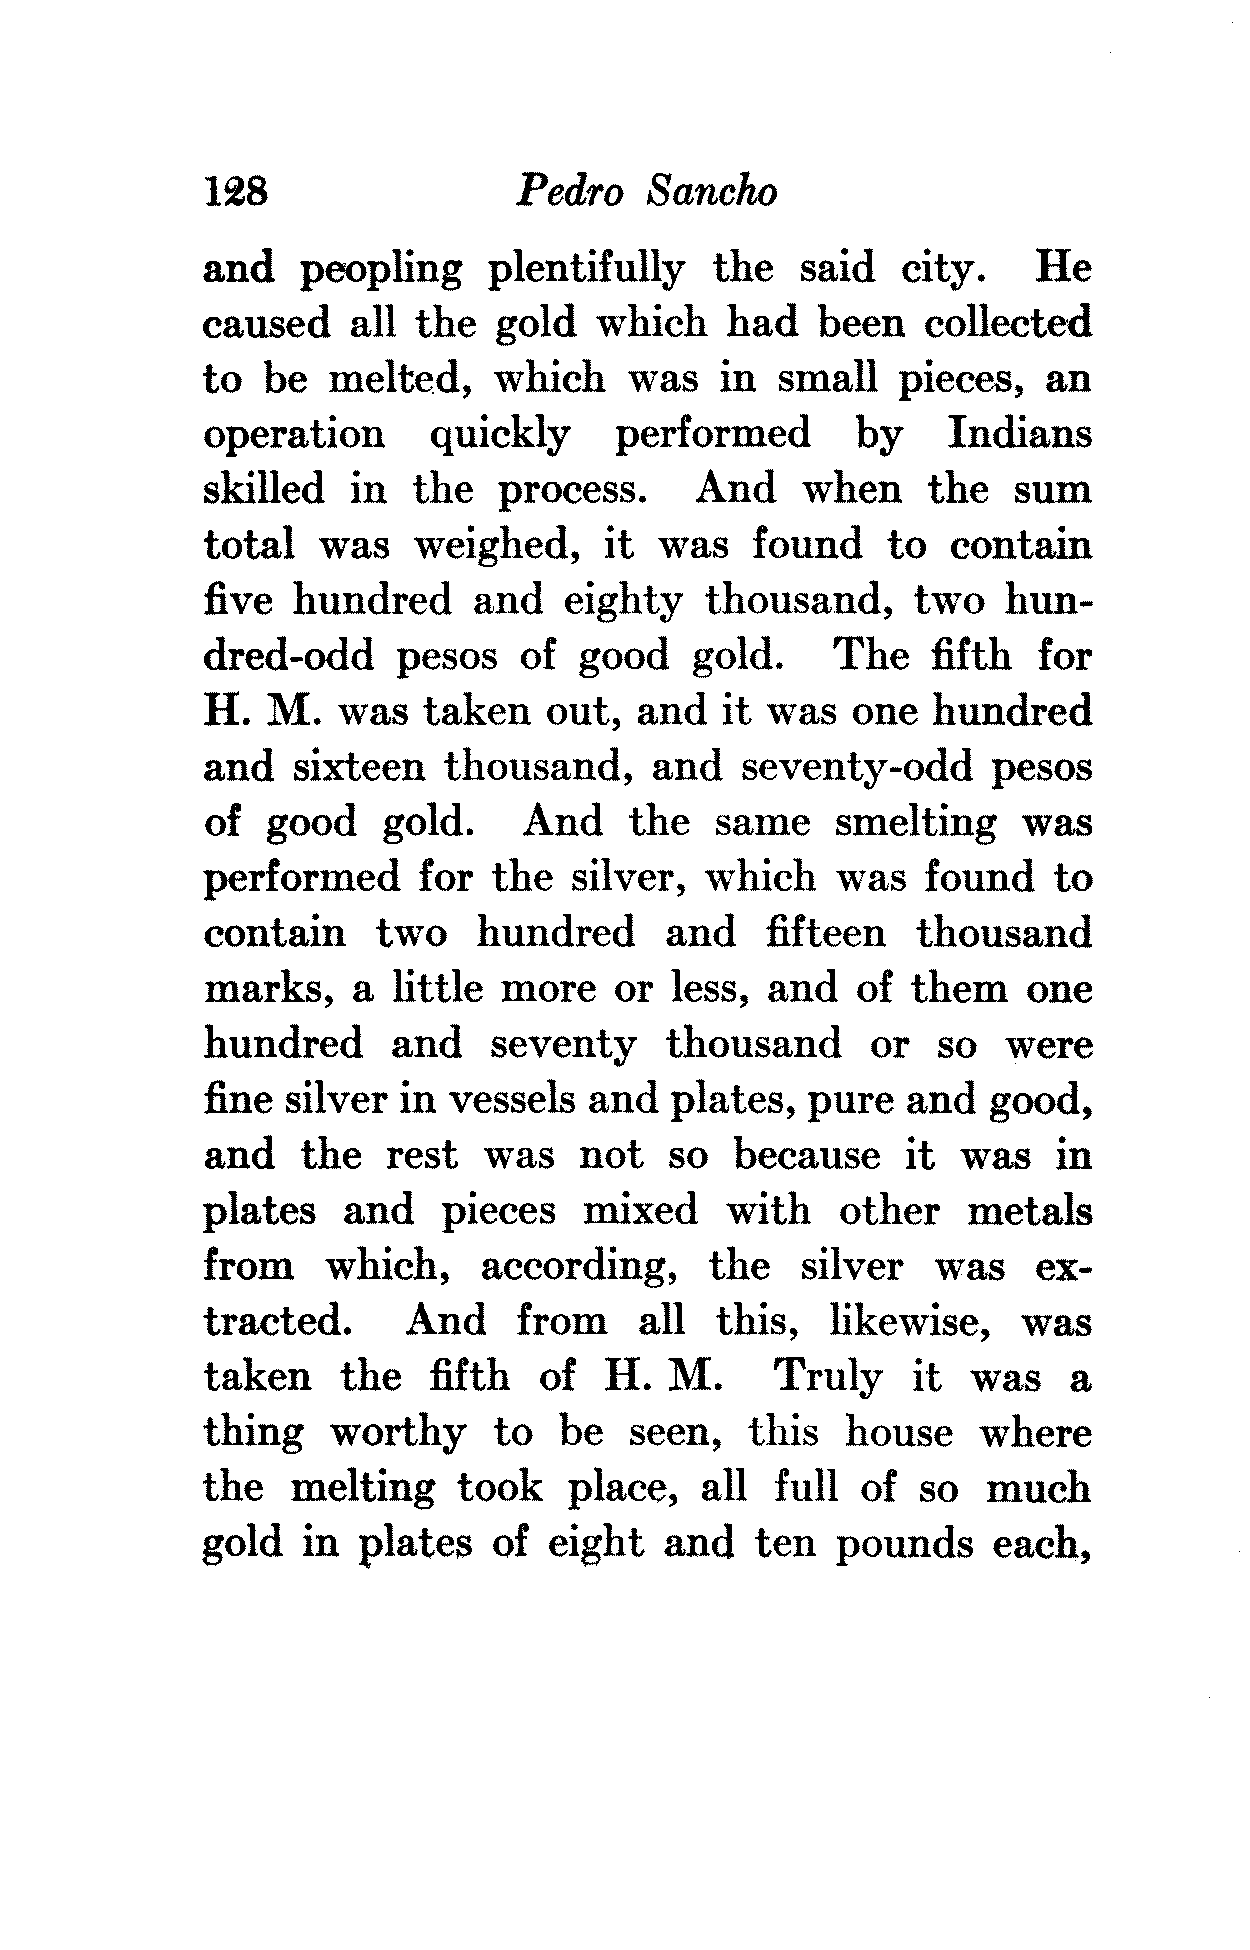 128 Pedro Sancho
and peopling plentifully the said city. He
caused all the gold which had been collected
to be melted, which was in small pieces, an
operation quickly performed by Indians
skilled in the process. And when the sum
total was weighed, it was found to contain
five hundred and eighty thousand, two hun-
dred-odd pesos of good gold. The fifth for
H. M. was taken out, and it was one hundred
and sixteen thousand, and seventy-odd pesos
of good gold. And the same smelting was
performed for the silver, which was found to
contain two hundred and fifteen thousand
marks, a little more or less, and of them one
hundred and seventy thousand or so were
fine silver in vessels and plates, pure and good,
and the rest was not so because it was in
plates and pieces mixed with other metals
from which, according, the silver was ex-
tracted. And from all this, likewise, was
taken the fifth of H. M. Truly it was a
thing worthy to be seen, this house where
the melting took place, all full of so much
gold in plates of eight and ten pounds each,